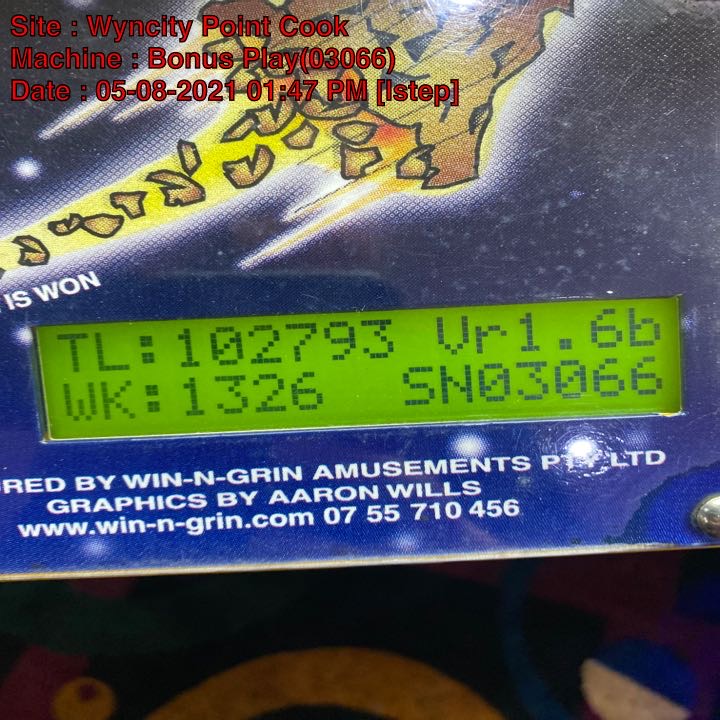 Site : Wyncity Point Cook
Machine : Bonus Play(03066)
Date : 05-08-2021 01:47 PM [Istep]
IS WON
TL:102793 Vr1.6b
WK:1326 SN03066
RED BY WIN-N-GRIN AMUSEMENTS PTY LTD
GRAPHICS BY AARON WILLS
www.win-n-grin.com 07 55 710 456